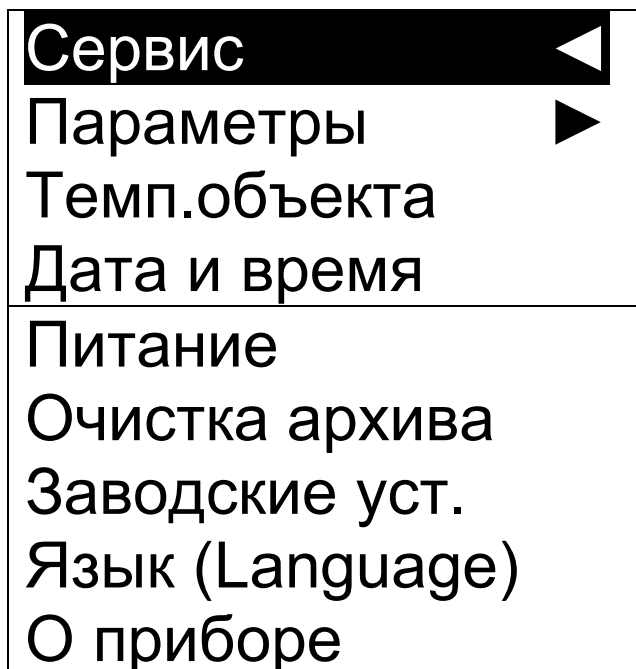 Сервис ◀
Параметры ▶
Темп.объекта
Дата и время
Питание
Очистка архива
Заводские уст.
Язык (Language)
О приборе